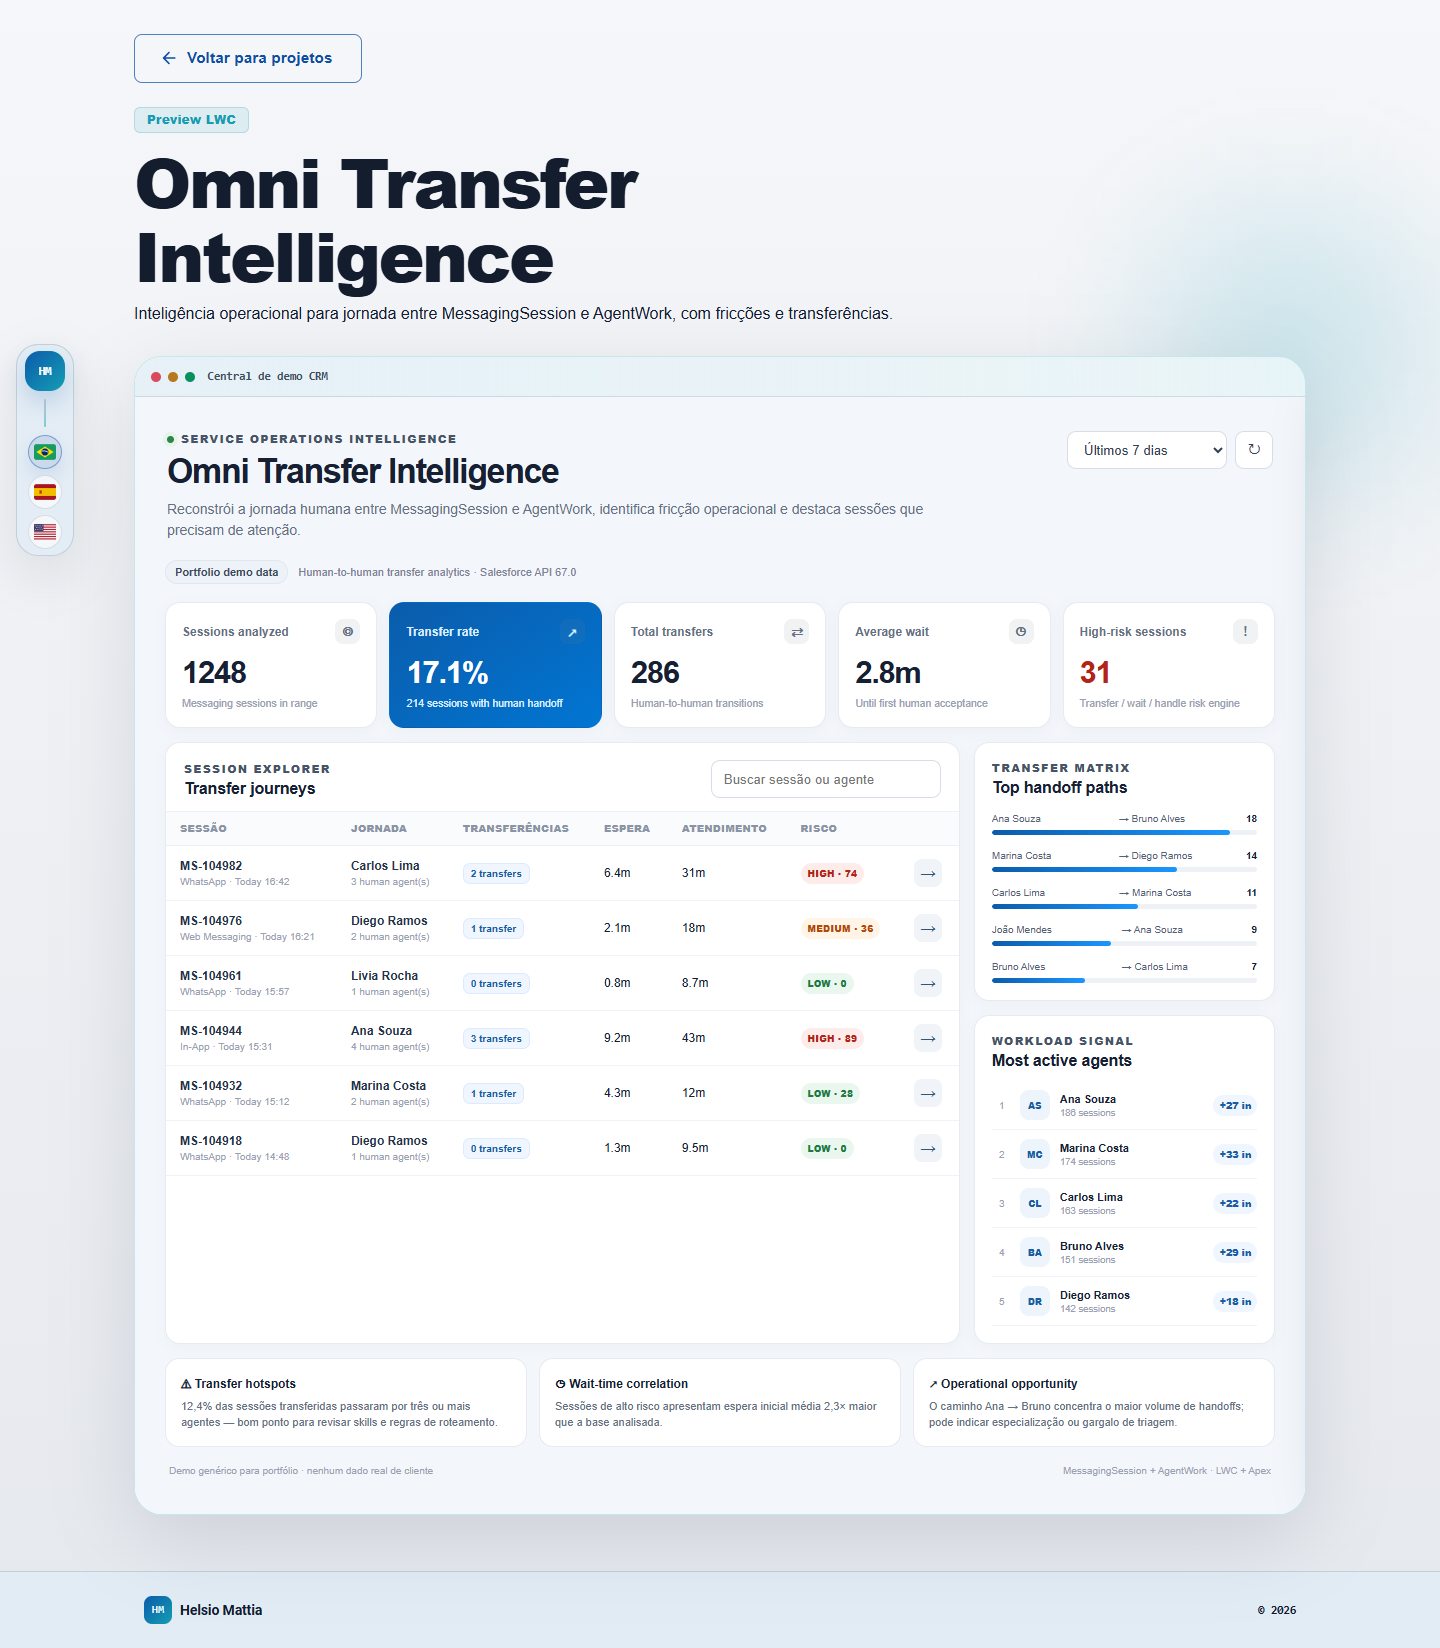 ← Voltar para projetos
Preview LWC
Omni Transfer
Intelligence
Inteligência operacional para jornada entre MessagingSession e AgentWork, com fricções e transferências.
HM
Central de demo CRM
SERVICE OPERATIONS INTELLIGENCE
Omni Transfer Intelligence
Últimos 7 dias
↻
Reconstrói a jornada humana entre MessagingSession e AgentWork, identifica fricção operacional e destaca sessões que
precisam de atenção.
Portfolio demo data
Human-to-human transfer analytics · Salesforce API 67.0
Sessions analyzed
1248
Messaging sessions in range
Transfer rate ↗
17.1%
214 sessions with human handoff
Total transfers ⇄
286
Human-to-human transitions
Average wait ◷
2.8m
Until first human acceptance
High-risk sessions !
31
Transfer / wait / handle risk engine
SESSION EXPLORER
Transfer journeys
Buscar sessão ou agente
SESSÃO JORNADA TRANSFERÊNCIAS ESPERA ATENDIMENTO RISCO
MS-104982 Carlos Lima 2 transfers 6.4m 31m HIGH · 74 →
WhatsApp · Today 16:42 3 human agent(s)
MS-104976 Diego Ramos 1 transfer 2.1m 18m MEDIUM · 36 →
Web Messaging · Today 16:21 2 human agent(s)
MS-104961 Livia Rocha 0 transfers 0.8m 8.7m LOW · 0 →
WhatsApp · Today 15:57 1 human agent(s)
MS-104944 Ana Souza 3 transfers 9.2m 43m HIGH · 89 →
In-App · Today 15:31 4 human agent(s)
MS-104932 Marina Costa 1 transfer 4.3m 12m LOW · 28 →
WhatsApp · Today 15:12 2 human agent(s)
MS-104918 Diego Ramos 0 transfers 1.3m 9.5m LOW · 0 →
WhatsApp · Today 14:48 1 human agent(s)
TRANSFER MATRIX
Top handoff paths
Ana Souza → Bruno Alves 18
Marina Costa → Diego Ramos 14
Carlos Lima → Marina Costa 11
João Mendes → Ana Souza 9
Bruno Alves → Carlos Lima 7
WORKLOAD SIGNAL
Most active agents
1 AS Ana Souza +27 in
186 sessions
2 MC Marina Costa +33 in
174 sessions
3 CL Carlos Lima +22 in
163 sessions
4 BA Bruno Alves +29 in
151 sessions
5 DR Diego Ramos +18 in
142 sessions
⚠ Transfer hotspots
12,4% das sessões transferidas passaram por três ou mais
agentes — bom ponto para revisar skills e regras de roteamento.
◷ Wait-time correlation
Sessões de alto risco apresentam espera inicial média 2,3× maior
que a base analisada.
↗ Operational opportunity
O caminho Ana → Bruno concentra o maior volume de handoffs;
pode indicar especialização ou gargalo de triagem.
Demo genérico para portfólio · nenhum dado real de cliente
MessagingSession + AgentWork · LWC + Apex
HM Helsio Mattia
© 2026